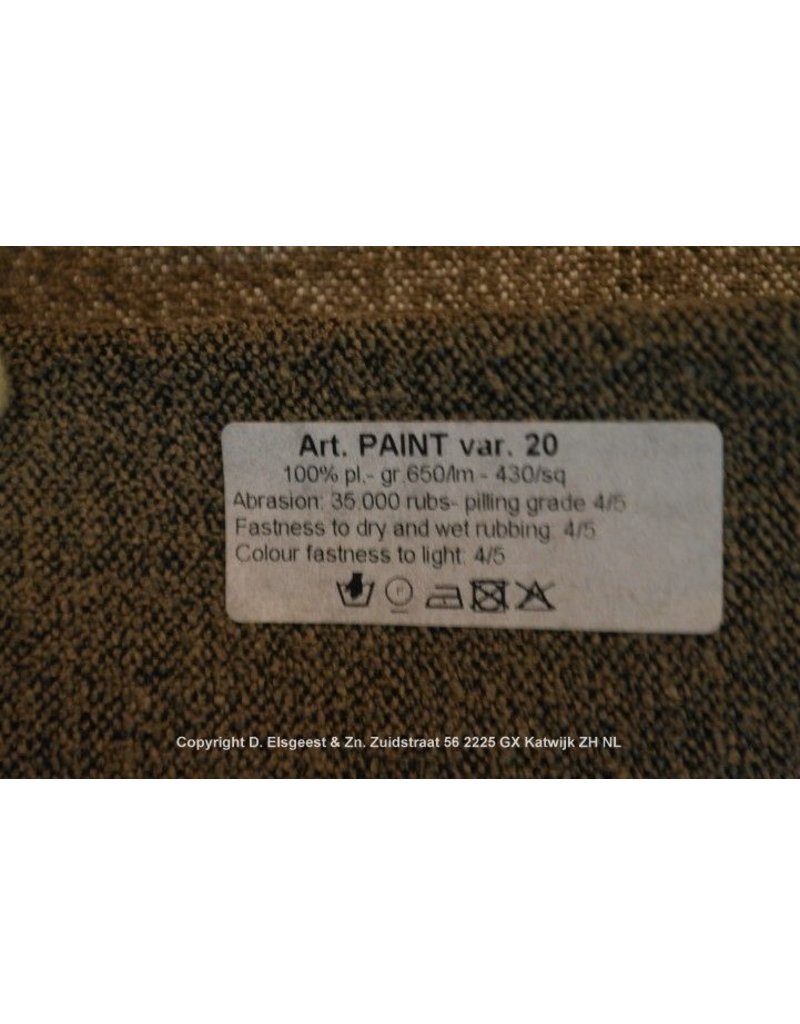 Art. PAINT var. 20
100% pl.- gr.650/lm - 430/sq
Abrasion: 35.000 rubs- pilling grade 4/5
Fastness to dry and wet rubbing: 4/5
Colour fastness to light: 4/5
P
Copyright D. Elsgeest & Zn. Zuidstraat 56 2225 GX Katwijk ZH NL